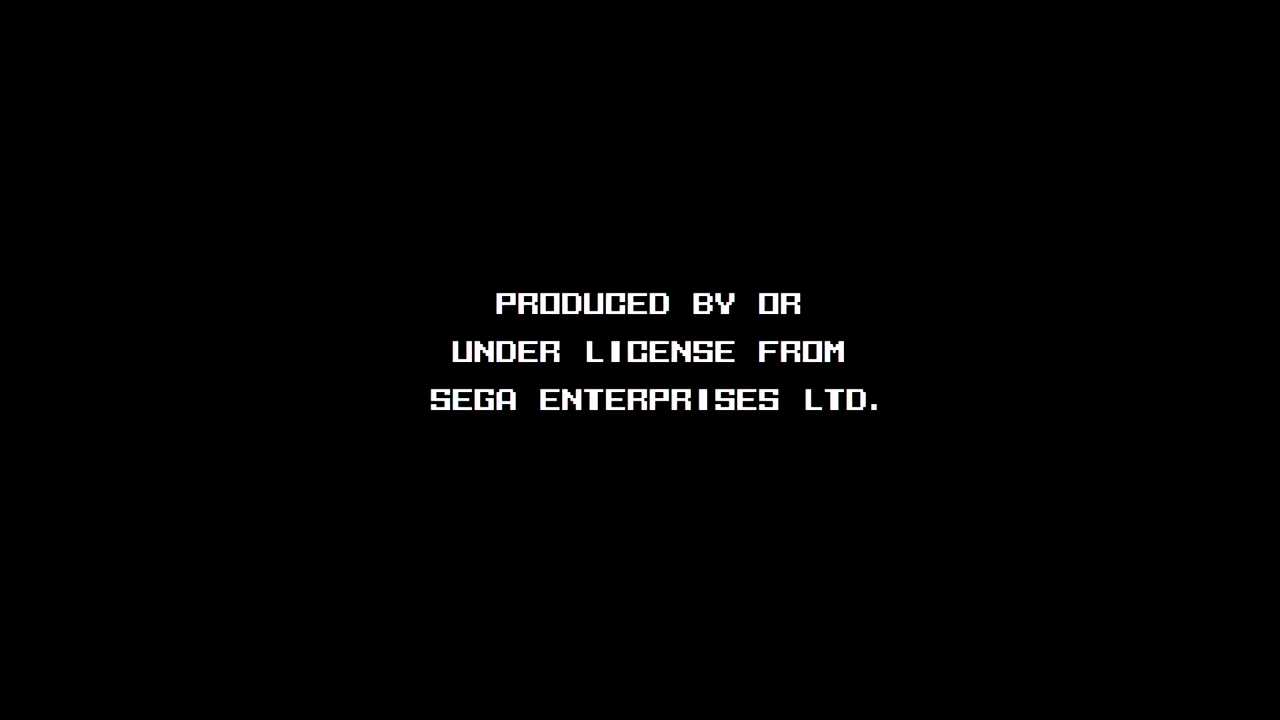 PRODUCED BY OR
UNDER LICENSE FROM
SEGA ENTERPRISES LTD.